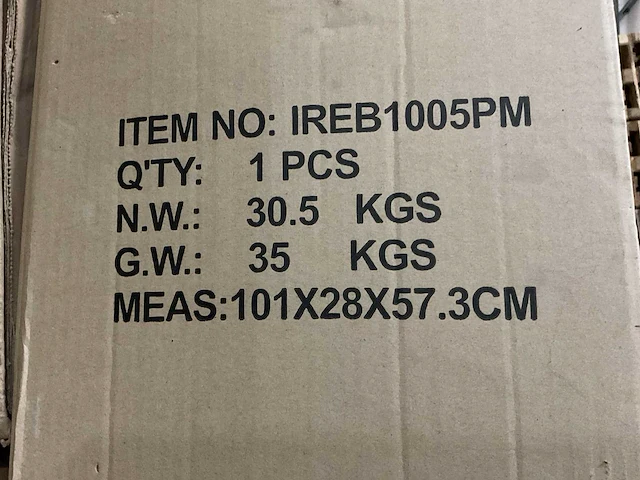 ITEM NO: IREB1005PM
Q'TY: 1 PCS
N.W.: 30.5 KGS
G.W.: 35 KGS
MEAS:101X28X57.3CM